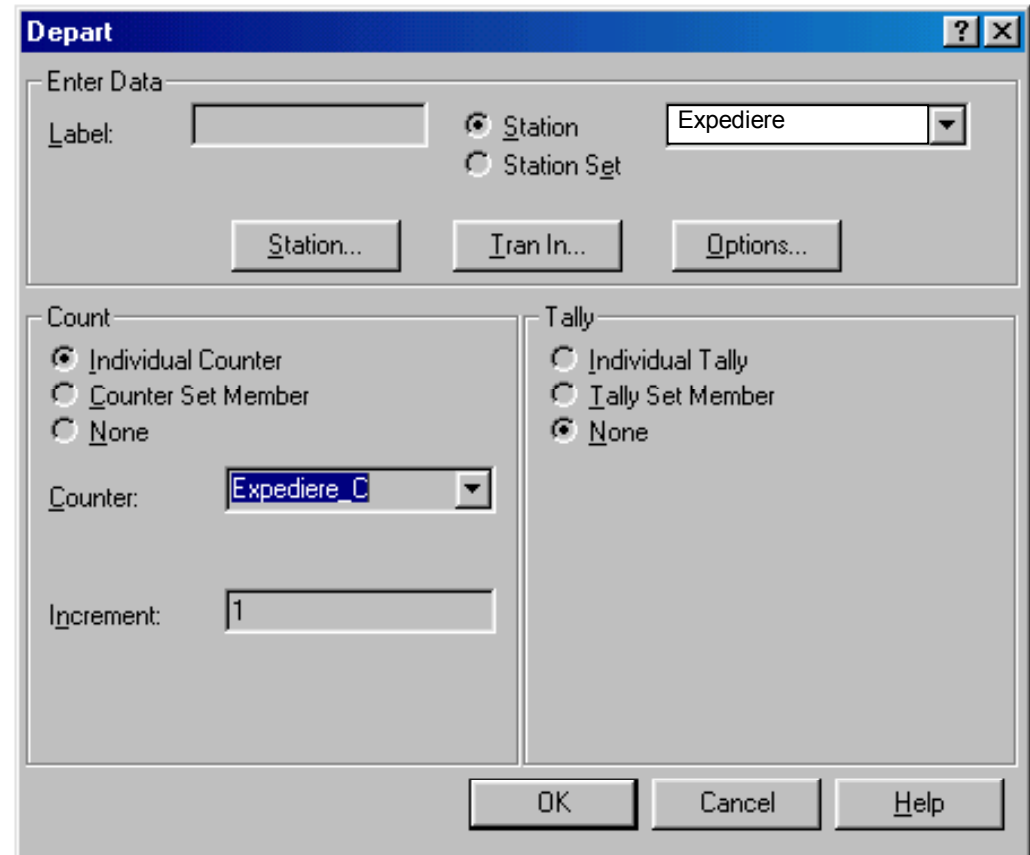 Depart
Enter Data
Label:
Station
Expediere
Station Set
Station... Tran In... Options...
Count
Individual Counter
Counter Set Member
None
Counter: Expediere_C
Increment: 1
Tally
Individual Tally
Tally Set Member
None
OK Cancel Help